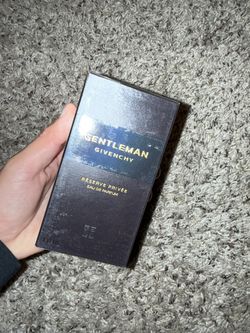 GENTLEMAN
GIVENCHY
RÉSERVE PRIVÉE
EAU DE PARFUM